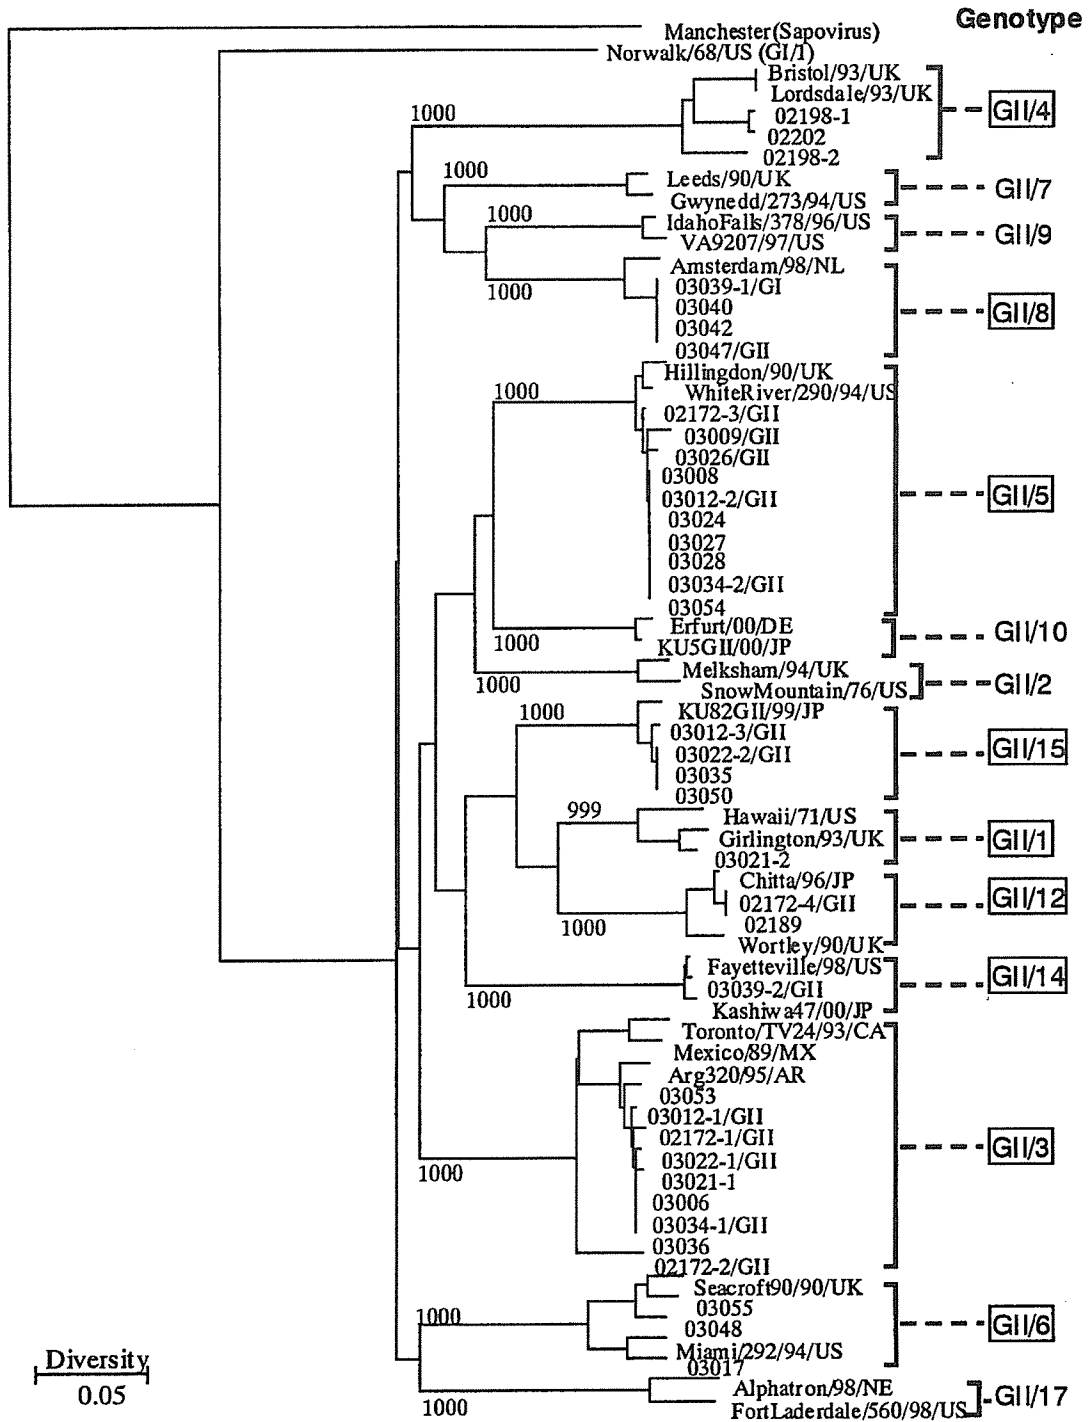 Genotype
Manchester(Sapovirus)
Norwalk/68/US (GI/1)
Bristol/93/UK
Lordsdale/93/UK
1000
02198-1
GII/4
02202
02198-2
1000
Leeds/90/UK
GII/7
Gwynedd/273/94/US
1000
IdahoFalls/378/96/US
GII/9
VA9207/97/US
Amsterdam/98/NL
1000
03039-1/GI
03040
GII/8
03042
03047/GII
Hillingdon/90/UK
1000
WhiteRiver/290/94/US
02172-3/GII
03009/GII
03026/GII
03008
GII/5
03012-2/GII
03024
03027
03028
03034-2/GII
03054
Erfurt/00/DE
GII/10
1000
KU5GII/00/JP
Melksham/94/UK
1000
GII/2
SnowMountain/76/US
1000
KU82GII/99/JP
03012-3/GII
GII/15
03022-2/GII
03035
03050
999
Hawaii/71/US
Girlington/93/UK
GII/1
03021-2
Chitta/96/JP
02172-4/GII
GII/12
1000
02189
Wortley/90/UK
Fayetteville/98/US
GII/14
1000
03039-2/GII
Kashiwa47/00/JP
Toronto/TV24/93/CA
Mexico/89/MX
Arg320/95/AR
03053
03012-1/GII
02172-1/GII
GII/3
1000
03022-1/GII
03021-1
03006
03034-1/GII
03036
02172-2/GII
Seacroft90/90/UK
1000
03055
GII/6
03048
Miami/292/94/US
03017
Diversity
0.05
Alphatron/98/NE
GII/17
1000
FortLaderdale/560/98/US